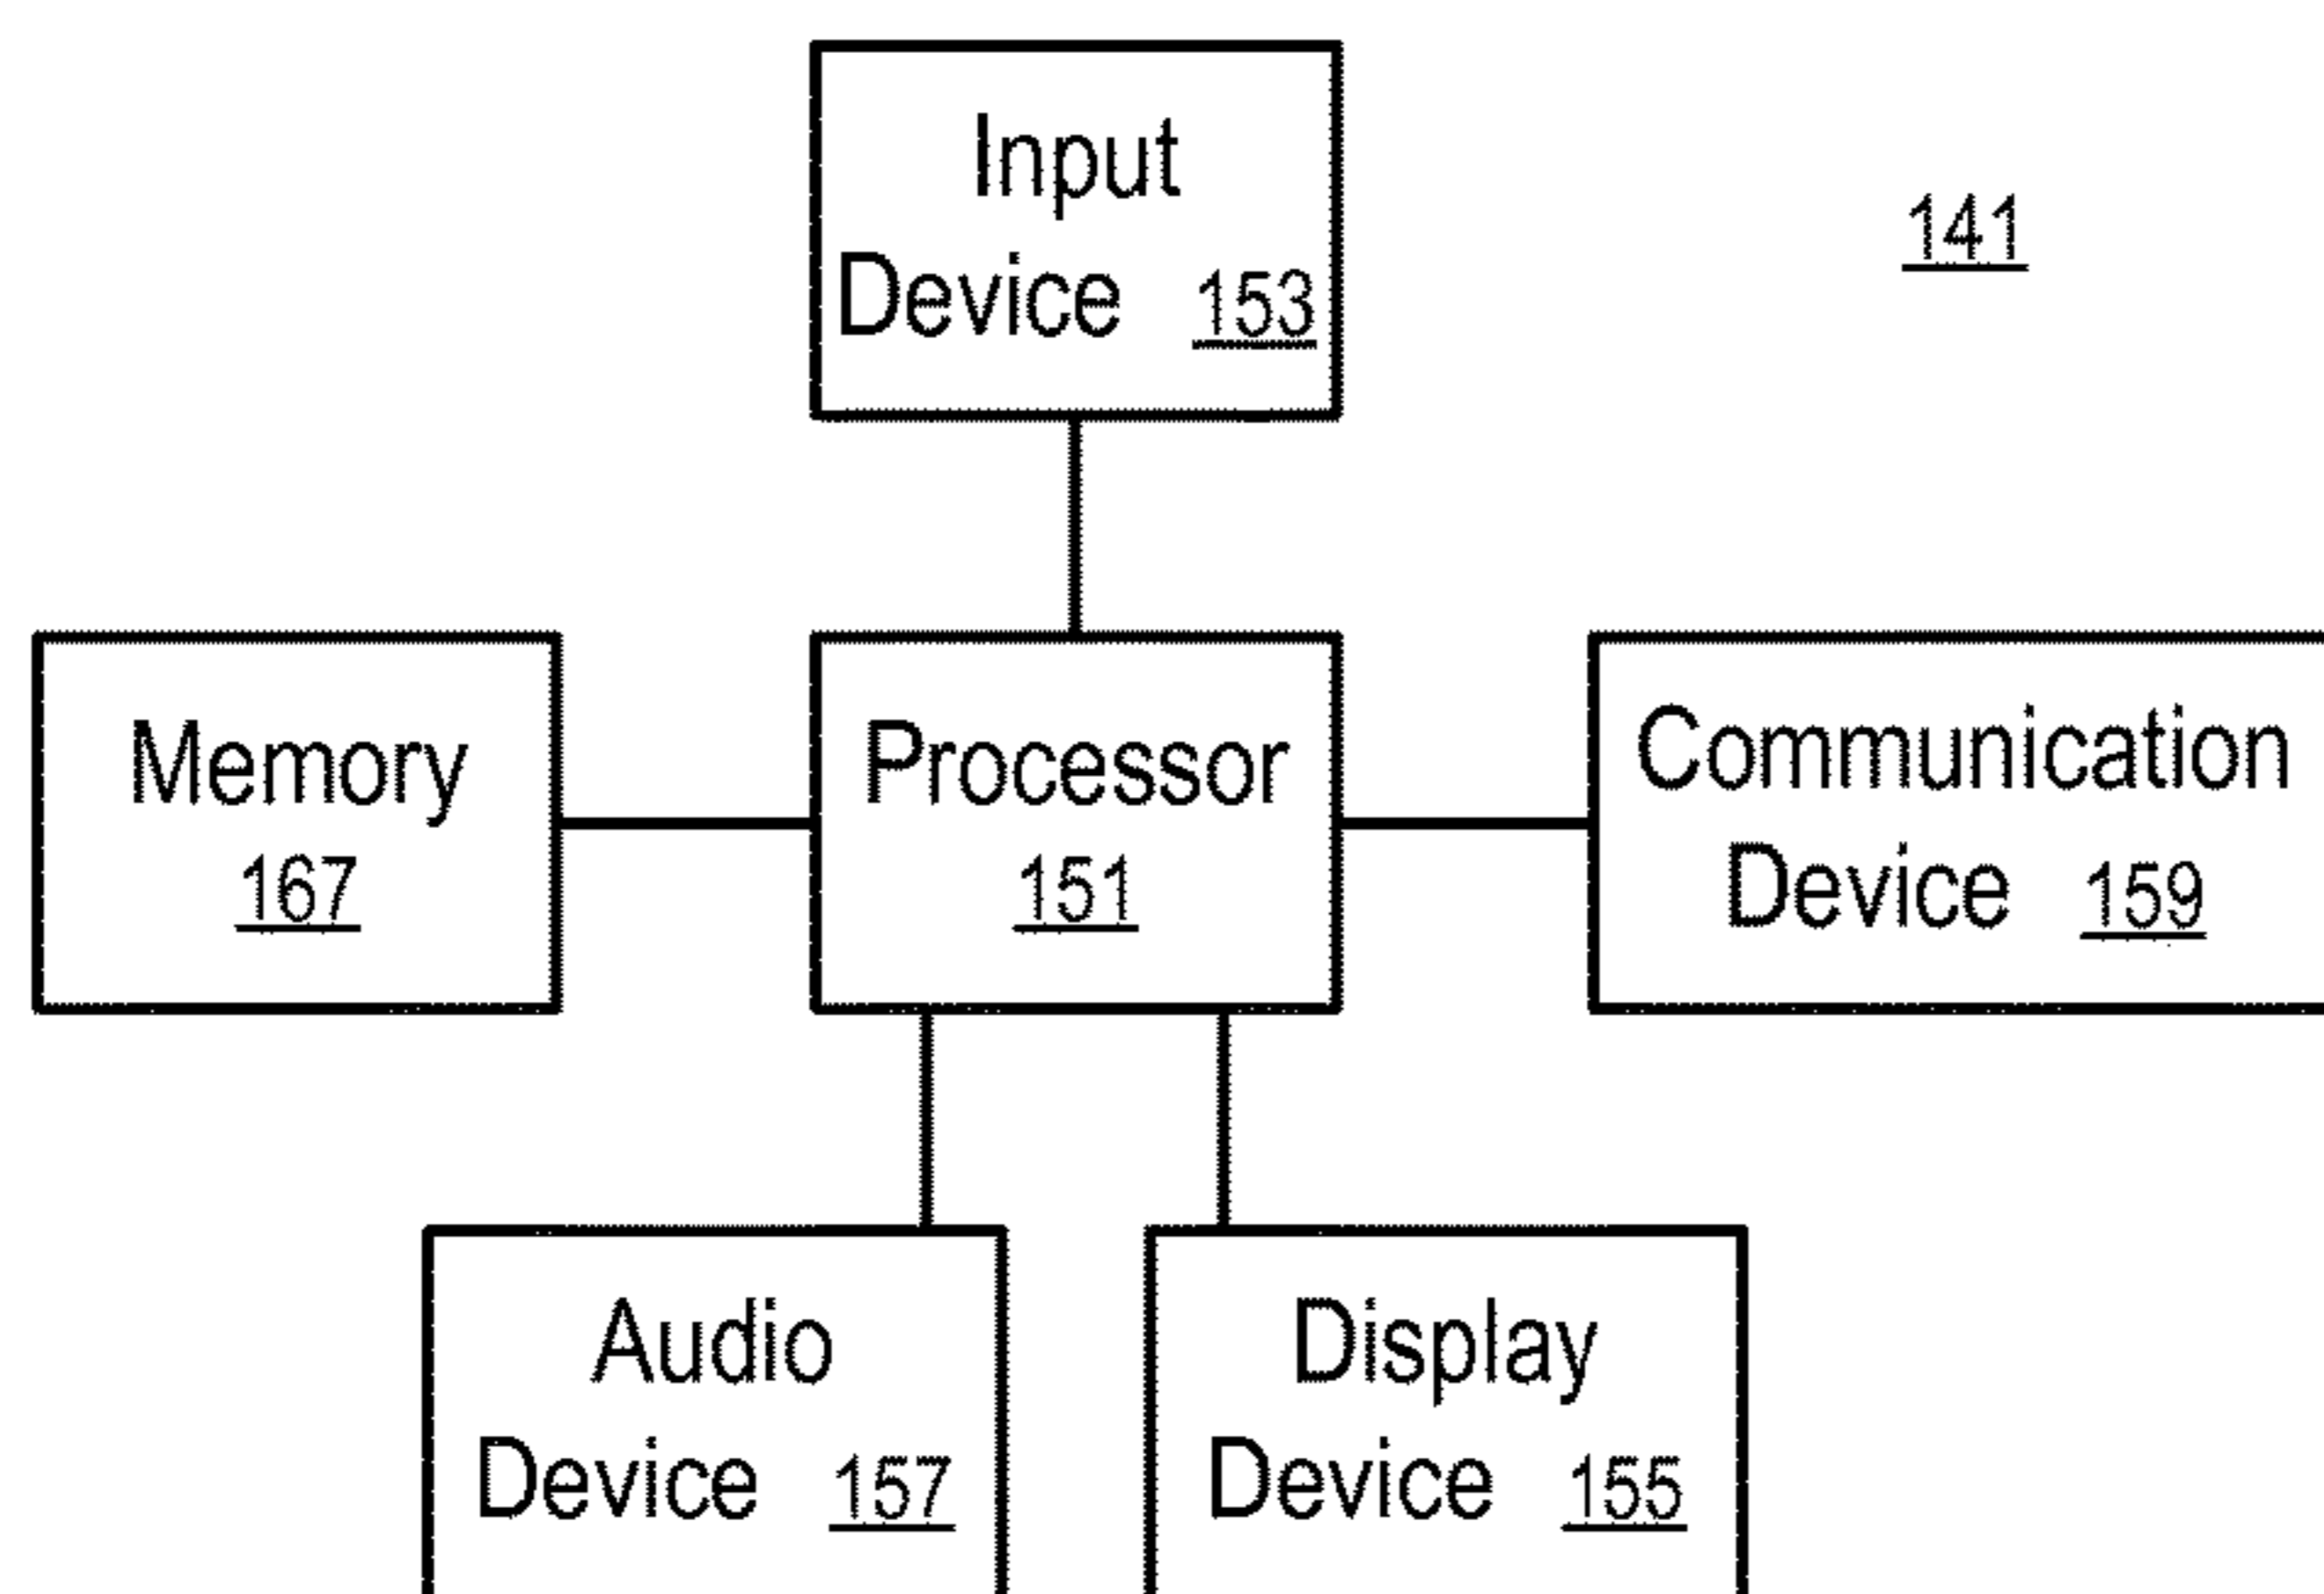 Input
Device 153
141
Memory
167
Processor
151
Communication
Device 159
Audio
Device 157
Display
Device 155